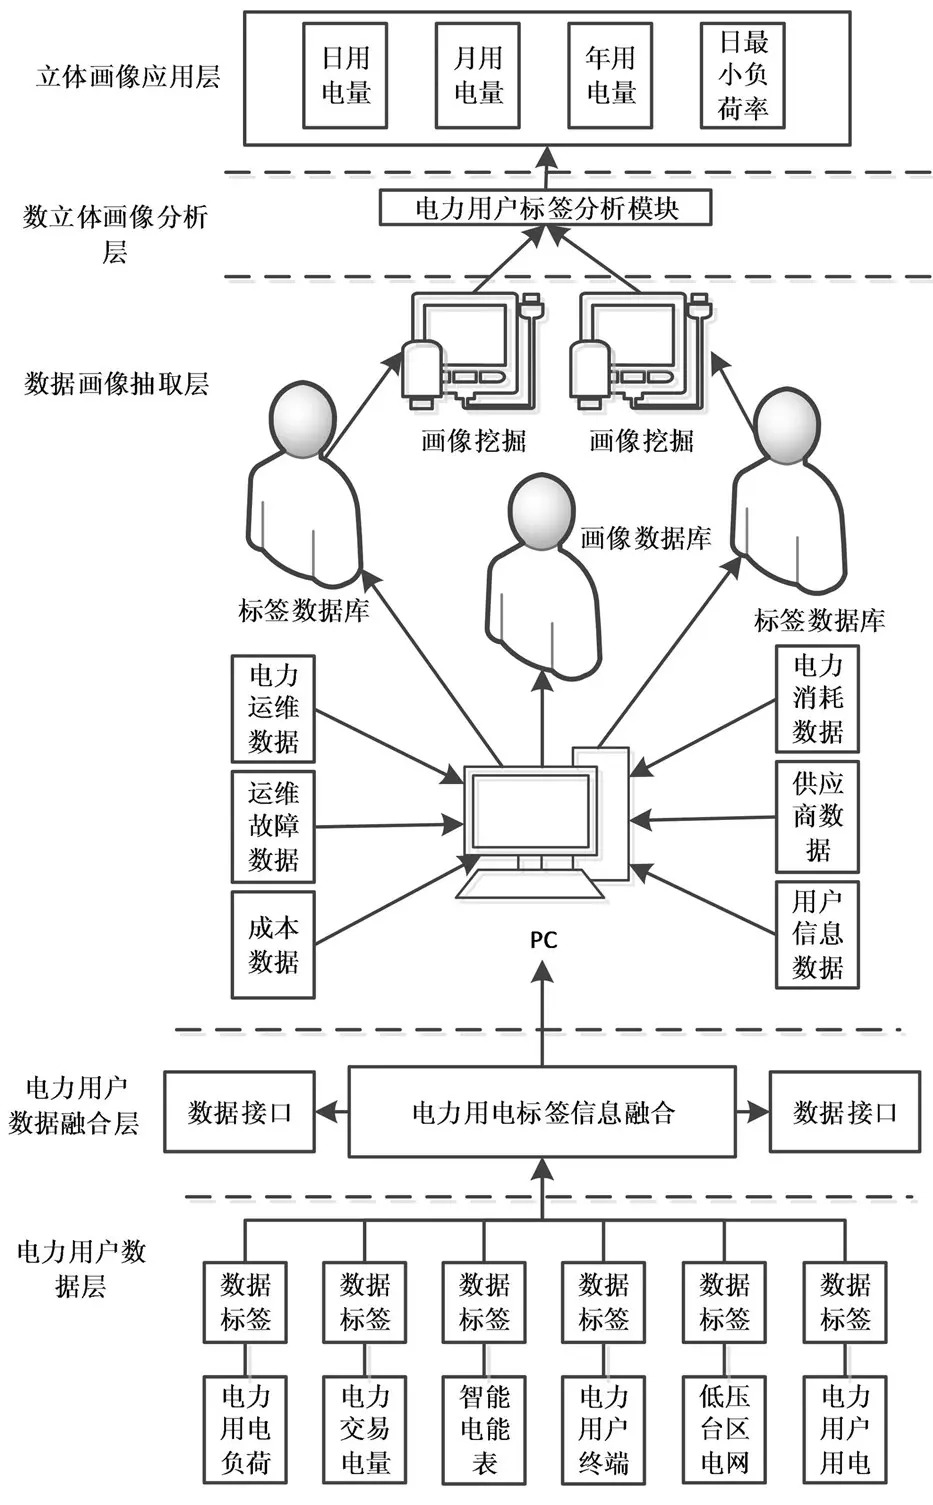 立体画像应用层
日用
电量
月用
电量
年用
电量
日最
小负
荷率
数立体画像分析
层
电力用户标签分析模块
数据画像抽取层
画像挖掘
画像挖掘
画像数据库
标签数据库
标签数据库
电力
运维
数据
运维
故障
数据
成本
数据
电力
消耗
数据
供应
商数
据
用户
信息
数据
PC
电力用户
数据融合层
数据接口
电力用电标签信息融合
数据接口
电力用户数
据层
数据
标签
数据
标签
数据
标签
数据
标签
数据
标签
数据
标签
电力
用电
负荷
电力
交易
电量
智能
电能
表
电力
用户
终端
低压
台区
电网
电力
用户
用电